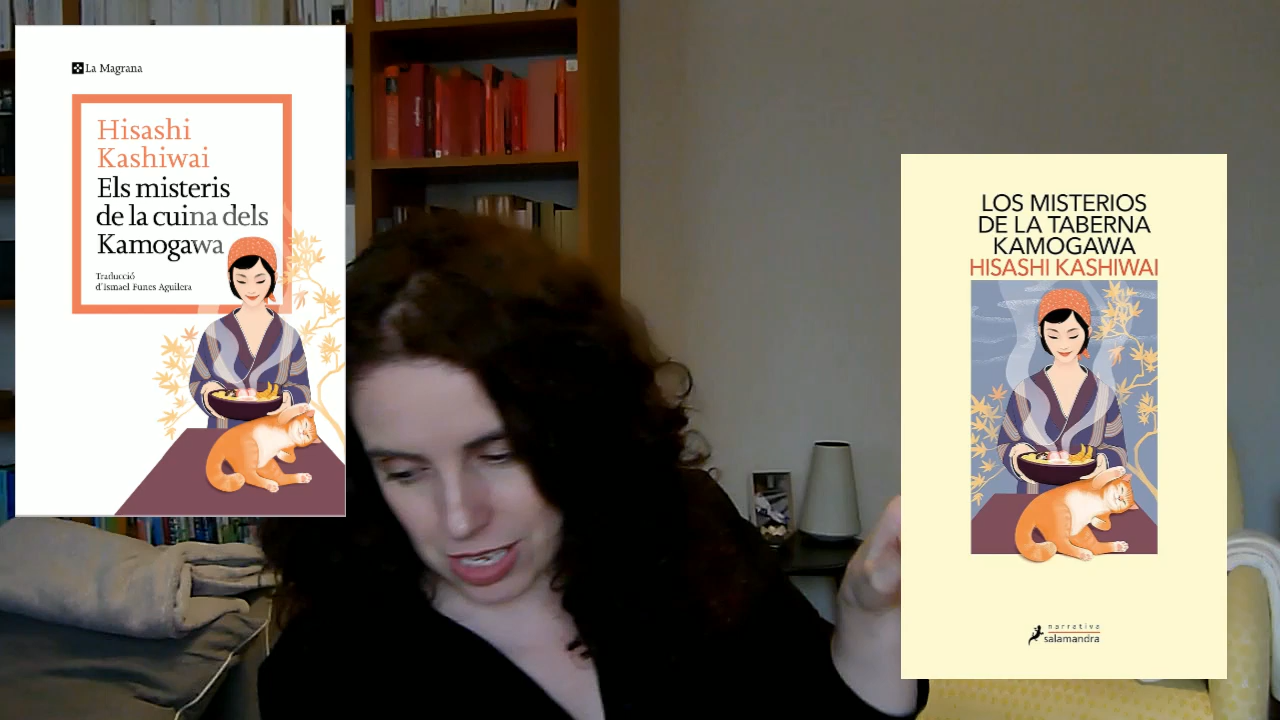 La Magrana
Hisashi
Kashiwai
Els misteris
de la cuina dels
Kamogawa
Traducció
d'Ismael Funes Aguilera
LOS MISTERIOS
DE LA TABERNA
KAMOGAWA
HISASHI KASHIWAI
narrativa
salamandra